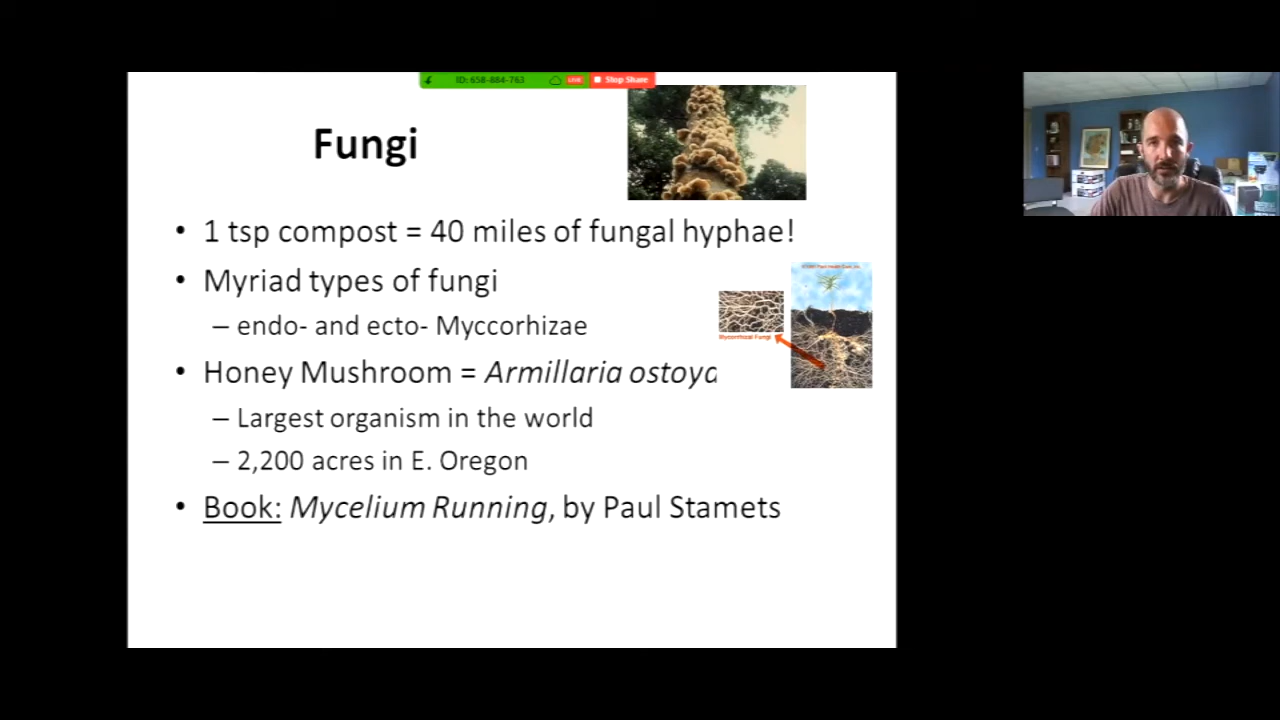 ID: 658-884-763 LIVE Stop Share
Fungi
• 1 tsp compost = 40 miles of fungal hyphae!
• Myriad types of fungi
– endo- and ecto- Myccorhizae
Mycorrhizal Fungi
• Honey Mushroom = Armillaria ostoya
– Largest organism in the world
– 2,200 acres in E. Oregon
• Book: Mycelium Running, by Paul Stamets